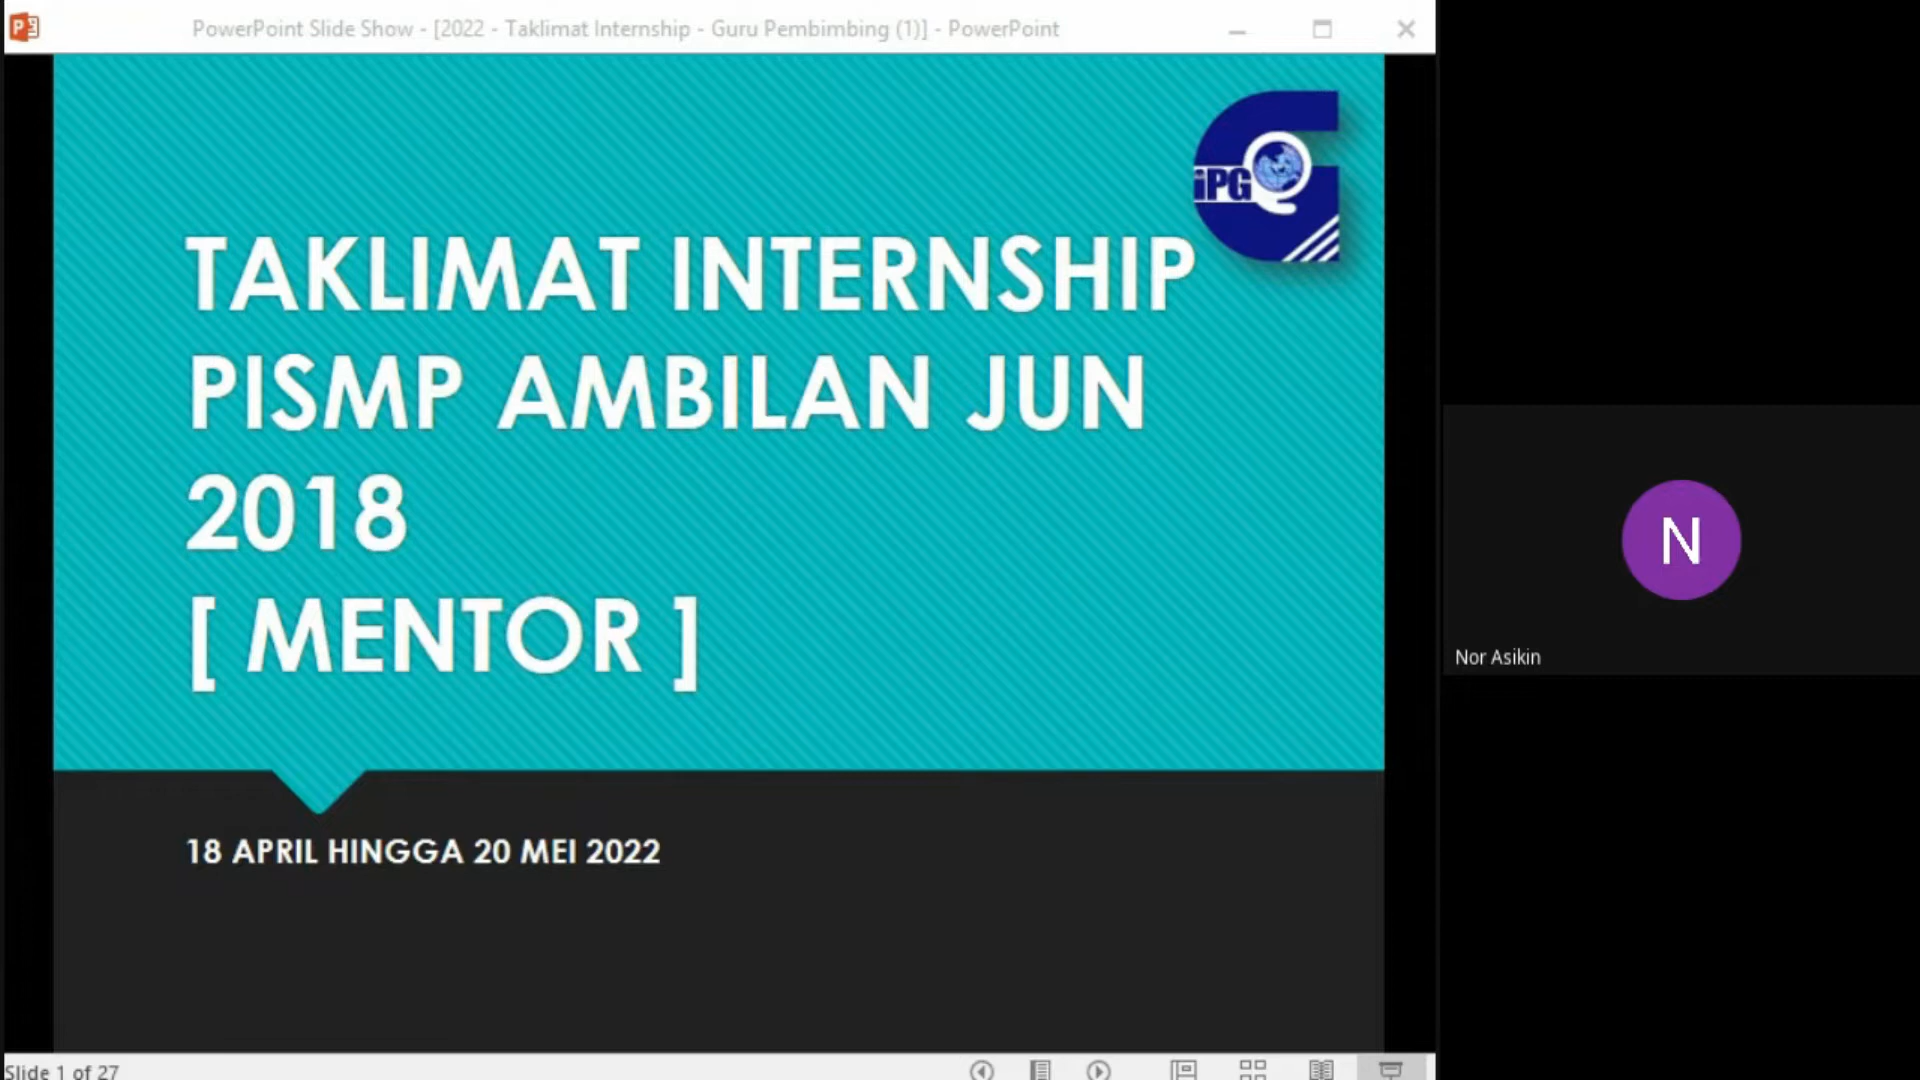 PowerPoint Slide Show - [2022 - Taklimat Internship - Guru Pembimbing (1)] - PowerPoint
iPG
TAKLIMAT INTERNSHIP
PISMP AMBILAN JUN
2018
[ MENTOR ]
18 APRIL HINGGA 20 MEI 2022
N
Nor Asikin
Slide 1 of 27